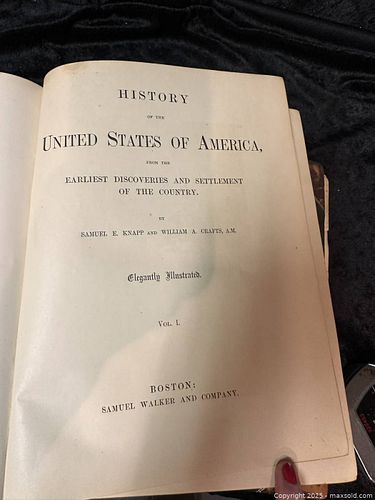 HISTORY
OF THE
UNITED STATES OF AMERICA,
FROM THE
EARLIEST DISCOVERIES AND SETTLEMENT
OF THE COUNTRY.
BY
SAMUEL E. KNAPP AND WILLIAM A. CRAFTS, A.M.
Elegantly Illustrated.
VOL. I.
BOSTON:
SAMUEL WALKER AND COMPANY.
Copyright 2025 - maxsold.com